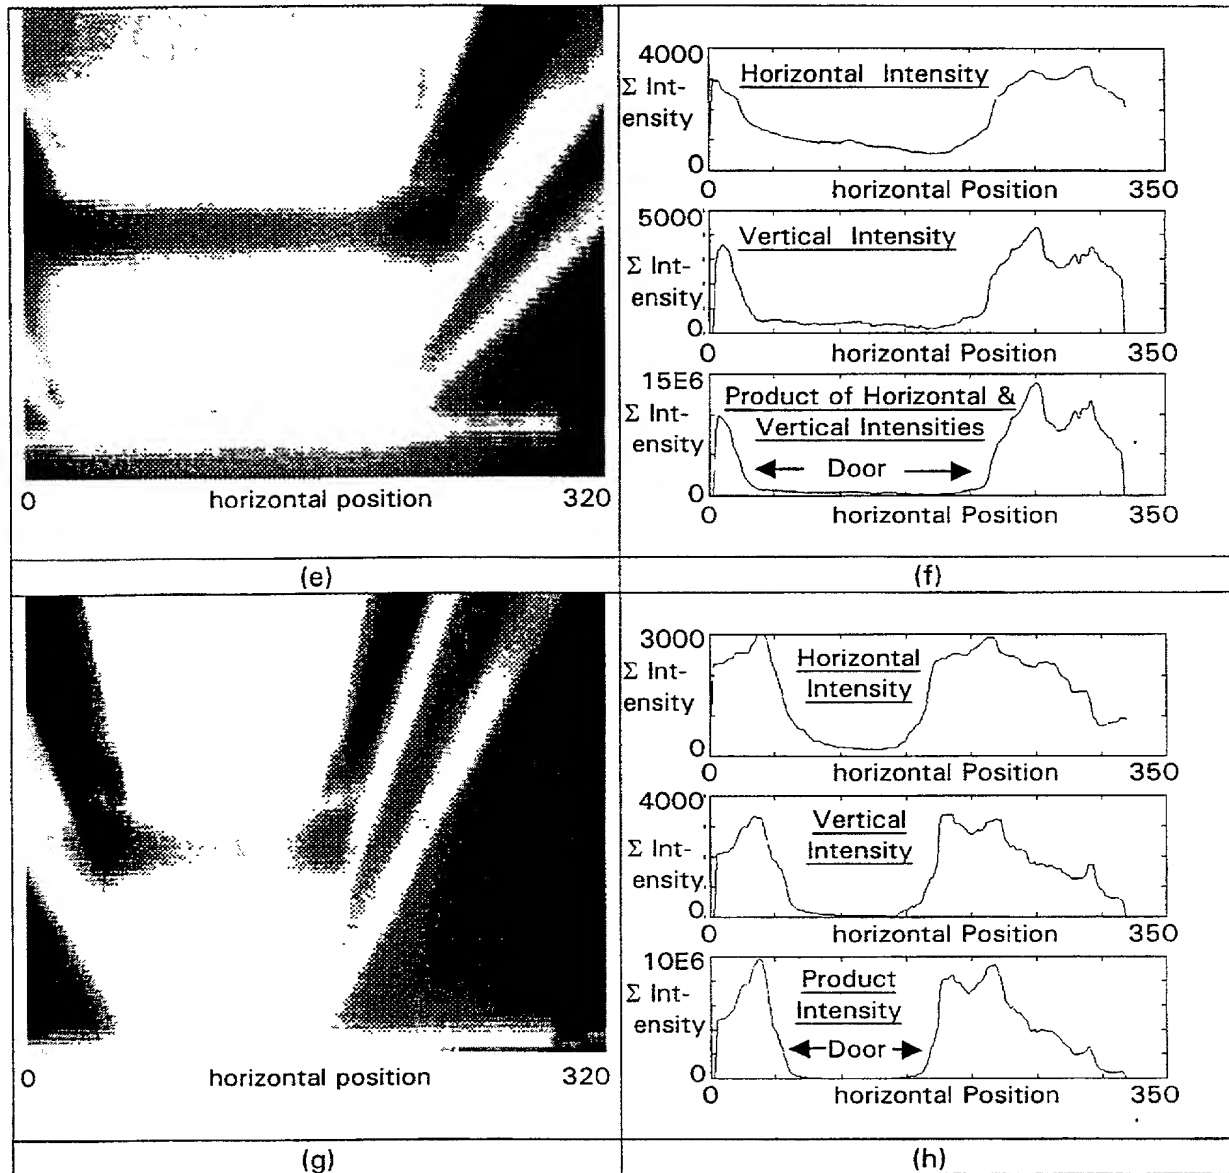 0 horizontal position 320
4000
Σ Int-
ensity
0
Horizontal Intensity
0 horizontal Position 350
5000
Σ Int-
ensity
0
Vertical Intensity
0 horizontal Position 350
15E6
Σ Int-
ensity
0
Product of Horizontal &
Vertical Intensities
Door
0 horizontal Position 350
(e) (f)
0 horizontal position 320
3000
Σ Int-
ensity
0
Horizontal
Intensity
0 horizontal Position 350
4000
Σ Int-
ensity
0
Vertical
Intensity
0 horizontal Position 350
10E6
Σ Int-
ensity
0
Product
Intensity
Door
0 horizontal Position 350
(g) (h)